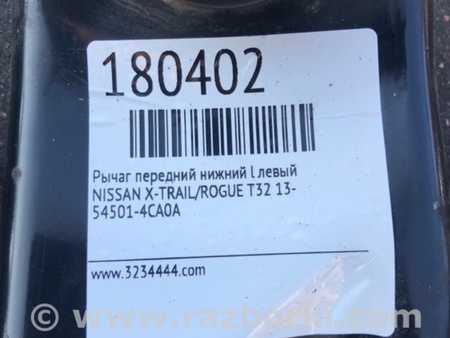 180402
Рычаг передний нижний l левый
NISSAN X-TRAIL/ROGUE T32 13-
54501-4CA0A
www.3234444.com
© www.razborki.com